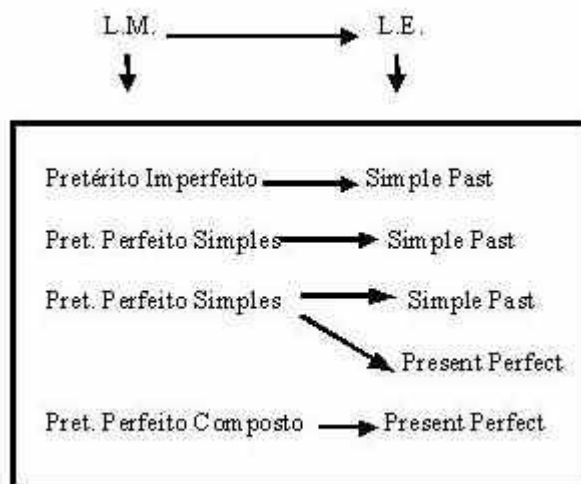 L.M. L.E.
Pretérito Imperfeito Simple Past
Pret. Perfeito Simples Simple Past
Pret. Perfeito Simples Simple Past
Present Perfect
Pret. Perfeito Composto Present Perfect